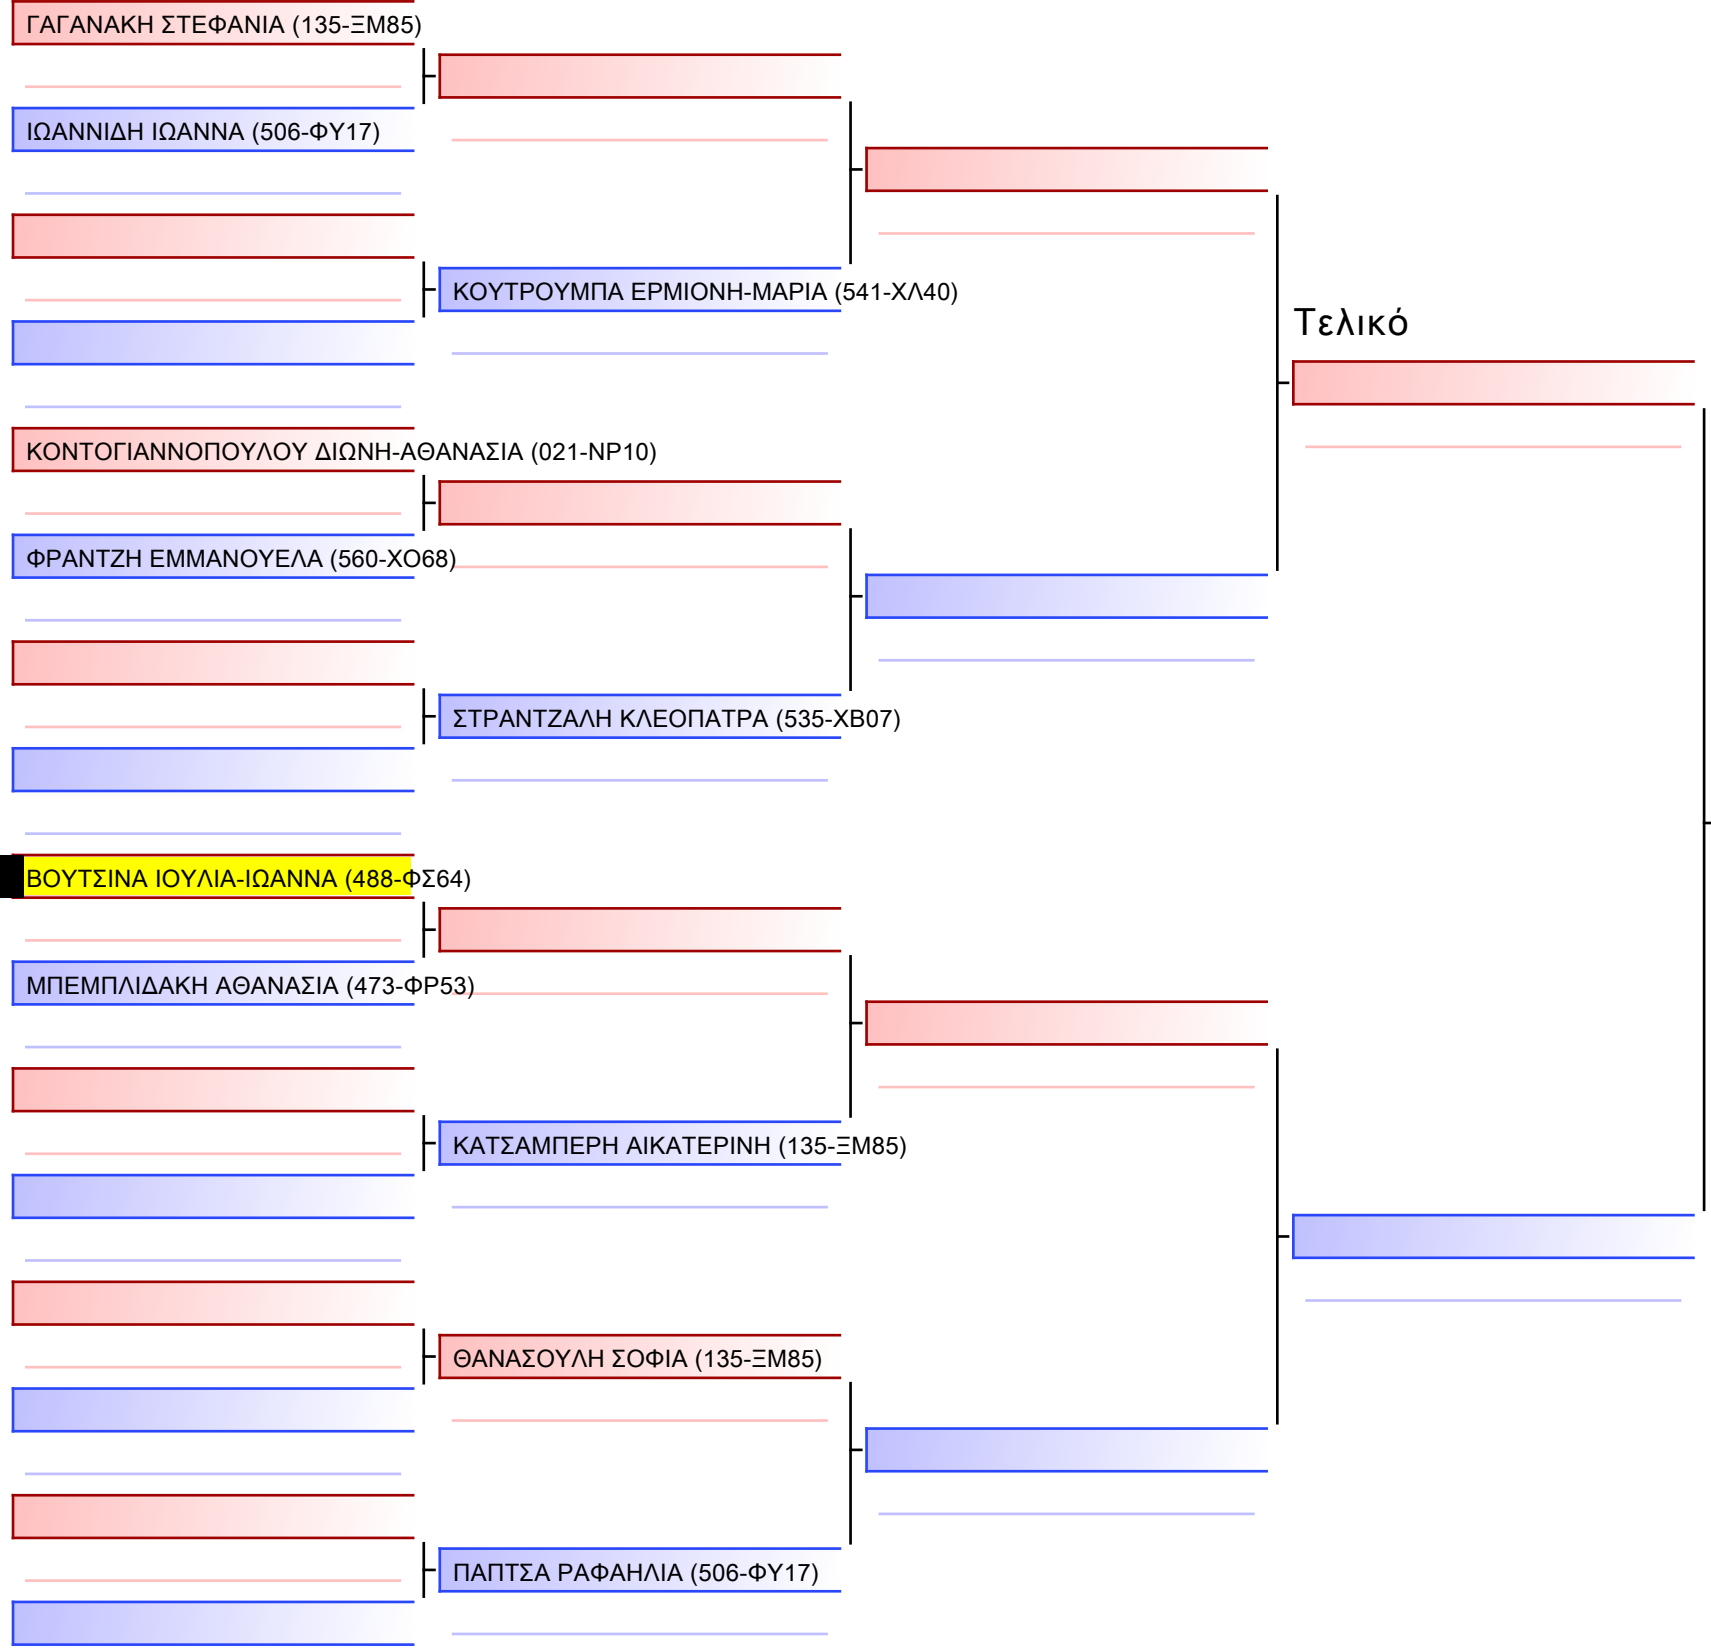 ΓΑΓΑΝΑΚΗ ΣΤΕΦΑΝΙΑ (135-ΞΜ85)
ΙΩΑΝΝΙΔΗ ΙΩΑΝΝΑ (506-ΦΥ17)
ΚΟΥΤΡΟΥΜΠΑ ΕΡΜΙΟΝΗ-ΜΑΡΙΑ (541-ΧΛ40)
Τελικό
ΚΟΝΤΟΓΙΑΝΝΟΠΟΥΛΟΥ ΔΙΩΝΗ-ΑΘΑΝΑΣΙΑ (021-ΝΡ10)
ΦΡΑΝΤΖΗ ΕΜΜΑΝΟΥΕΛΑ (560-ΧΟ68)
ΣΤΡΑΝΤΖΑΛΗ ΚΛΕΟΠΑΤΡΑ (535-ΧΒ07)
ΒΟΥΤΣΙΝΑ ΙΟΥΛΙΑ-ΙΩΑΝΝΑ (488-ΦΣ64)
ΜΠΕΜΠΛΙΔΑΚΗ ΑΘΑΝΑΣΙΑ (473-ΦΡ53)
ΚΑΤΣΑΜΠΕΡΗ ΑΙΚΑΤΕΡΙΝΗ (135-ΞΜ85)
ΘΑΝΑΣΟΥΛΗ ΣΟΦΙΑ (135-ΞΜ85)
ΠΑΠΤΣΑ ΡΑΦΑΗΛΙΑ (506-ΦΥ17)